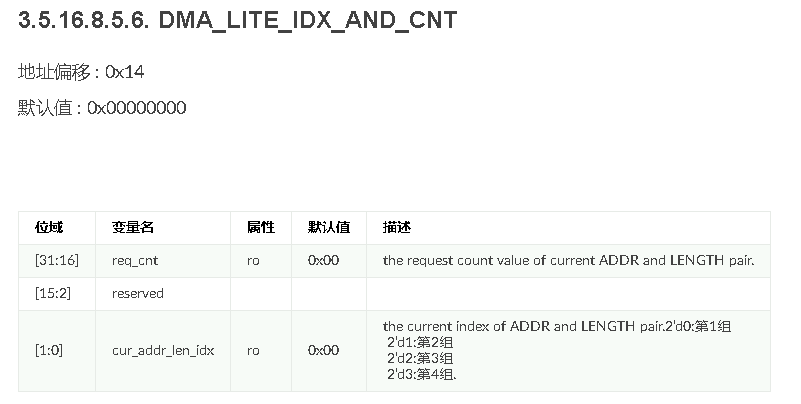 3.5.16.8.5.6. DMA_LITE_IDX_AND_CNT
地址偏移 : 0x14
默认值 : 0x00000000
位域 变量名 属性 默认值 描述
[31:16] req_cnt ro 0x00 the request count value of current ADDR and LENGTH pair.
[15:2] reserved
[1:0] cur_addr_len_idx ro 0x00 the current index of ADDR and LENGTH pair.2'd0:第1组
2'd1:第2组
2'd2:第3组
2'd3:第4组.